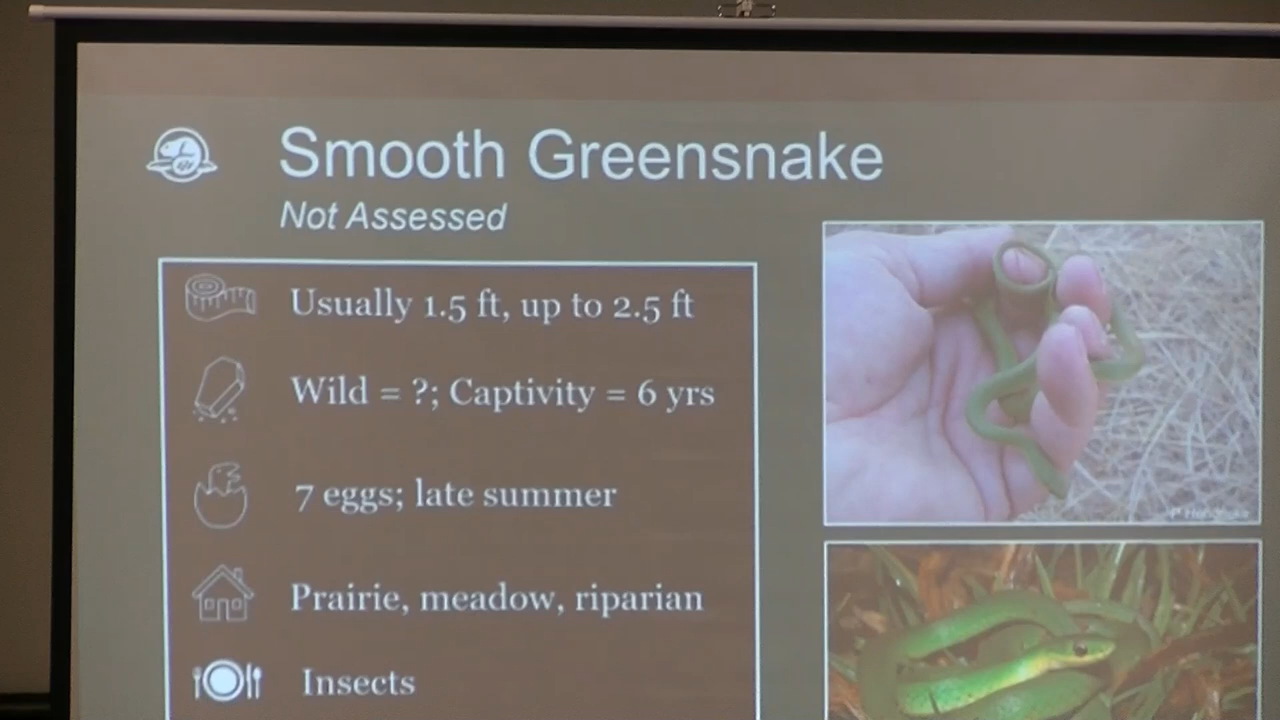 Smooth Greensnake
Not Assessed
Usually 1.5 ft, up to 2.5 ft
Wild = ?; Captivity = 6 yrs
7 eggs; late summer
Prairie, meadow, riparian
Insects